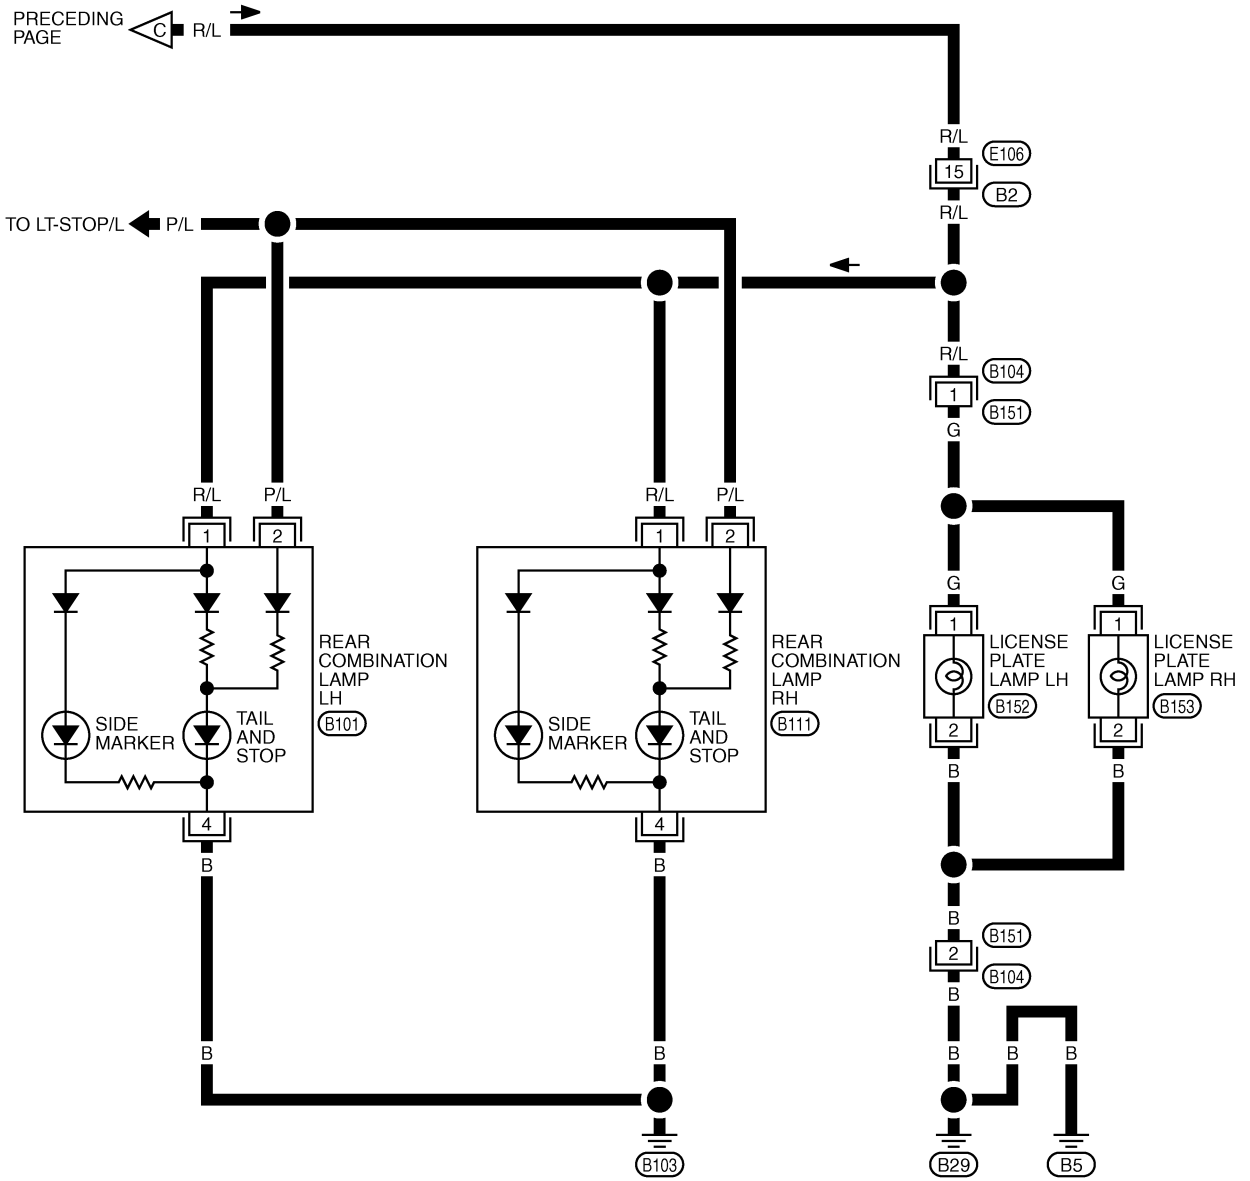 PRECEDING
PAGE
C
R/L
R/L
15
E106
B2
R/L
TO LT-STOP/L
P/L
R/L
1
B104
B151
G
R/L
P/L
R/L
P/L
1
2
1
2
G
G
1
1
REAR
COMBINATION
LAMP
LH
B101
SIDE
MARKER
TAIL
AND
STOP
REAR
COMBINATION
LAMP
RH
B111
SIDE
MARKER
TAIL
AND
STOP
LICENSE
PLATE
LAMP LH
B152
LICENSE
PLATE
LAMP RH
B153
2
2
B
B
4
4
B
B
B
2
B151
B104
B
B
B
B
B
B
B103
B29
B5